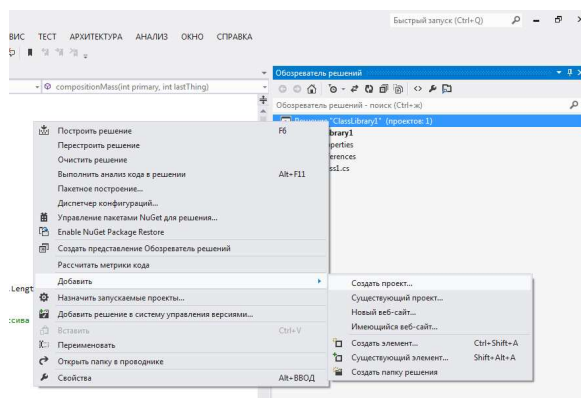 Быстрый запуск (Ctrl+Q)
ВИС ТЕСТ АРХИТЕКТУРА АНАЛИЗ ОКНО СПРАВКА
Обозреватель решений
compositionMass(int primary, int lastThing)
Обозреватель решений - поиск (Ctrl+ж)
Решение "ClassLibrary1" (проектов: 1)
brary1
perties
erences
ss1.cs
Построить решение F6
Перестроить решение
Очистить решение
Выполнить анализ кода в решении Alt+F11
Пакетное построение...
Диспетчер конфигураций...
Управление пакетами NuGet для решения...
Enable NuGet Package Restore
Создать представление Обозреватель решений
Рассчитать метрики кода
Добавить
Назначить запускаемые проекты...
Добавить решение в систему управления версиями...
Вставить Ctrl+V
Переименовать
Открыть папку в проводнике
Свойства Alt+ВВОД
Создать проект...
Существующий проект...
Новый веб-сайт...
Имеющийся веб-сайт...
Создать элемент... Ctrl+Shift+A
Существующий элемент... Shift+Alt+A
Создать папку решения
.Lengt
ссива